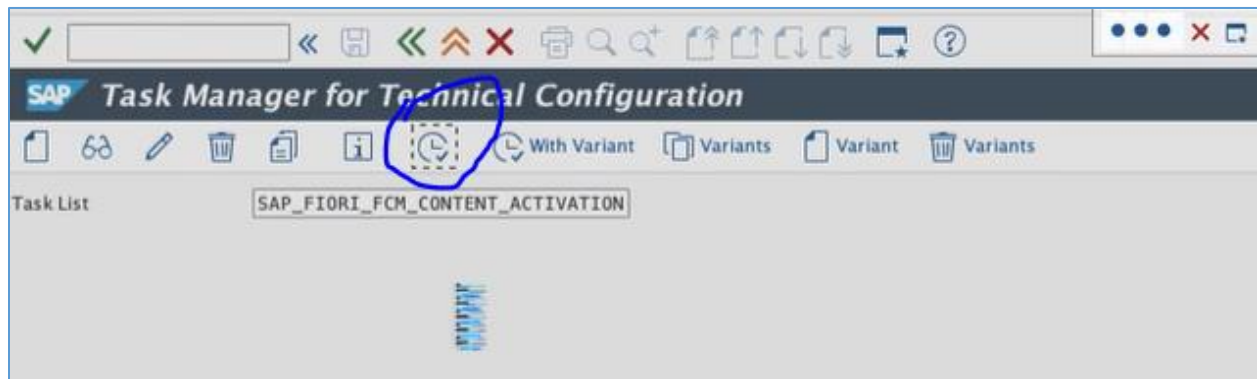 SAP Task Manager for Technical Configuration
With Variant Variants Variant Variants
Task List SAP_FIORI_FCM_CONTENT_ACTIVATION